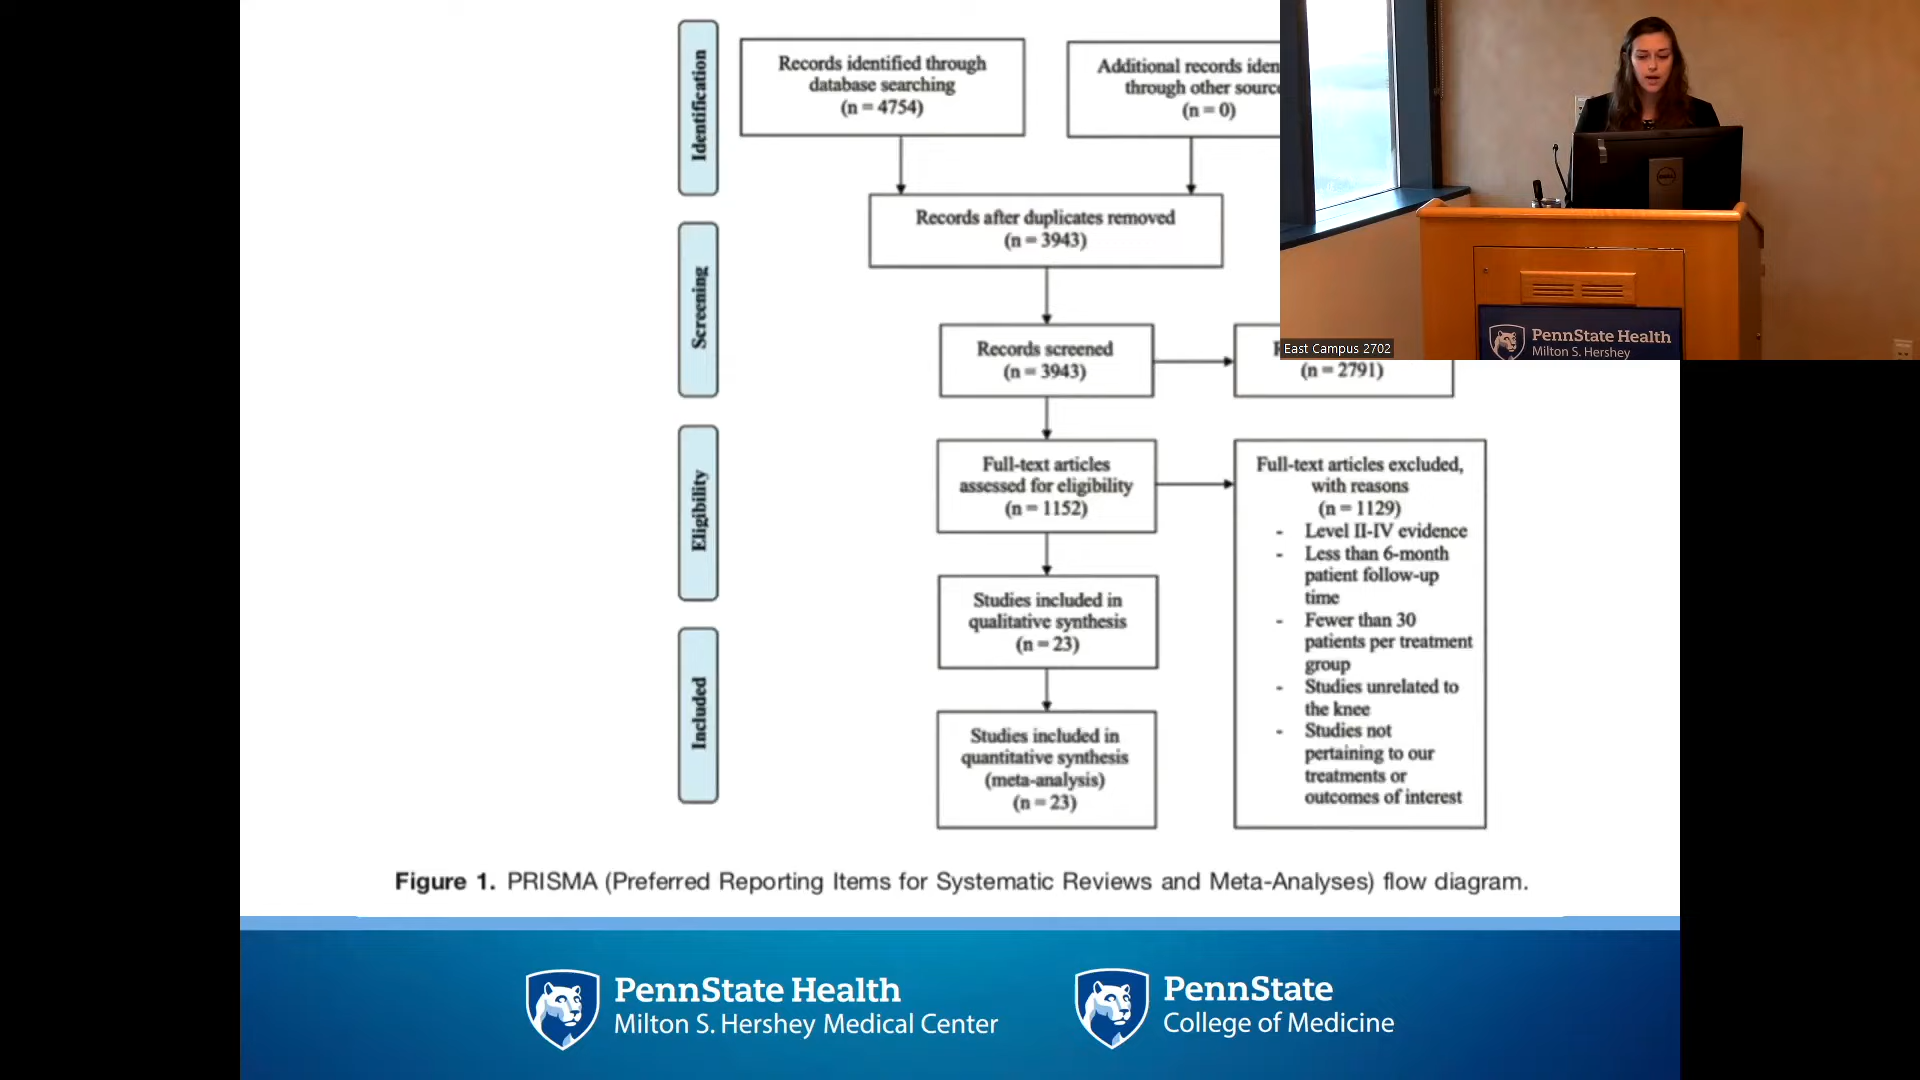 Identification
Records identified through
database searching
(n = 4754)
Additional records
through other
(n = 0)
Records after duplicates removed
(n = 3943)
Screening
Records screened
(n = 3943)
(n = 2791)
Eligibility
Full-text articles
assessed for eligibility
(n = 1152)
Full-text articles excluded,
with reasons
(n = 1129)
- Level II-IV evidence
- Less than 6-month
patient follow-up
time
- Fewer than 30
patients per treatment
group
- Studies unrelated to
the knee
- Studies not
pertaining to our
treatments or
outcomes of interest
Studies included in
qualitative synthesis
(n = 23)
Included
Studies included in
quantitative synthesis
(meta-analysis)
(n = 23)
Figure 1. PRISMA (Preferred Reporting Items for Systematic Reviews and Meta-Analyses) flow diagram.
PennState Health
Milton S. Hershey Medical Center
PennState
College of Medicine
DELL
PennState Health
Milton S. Hershey
East Campus 2702